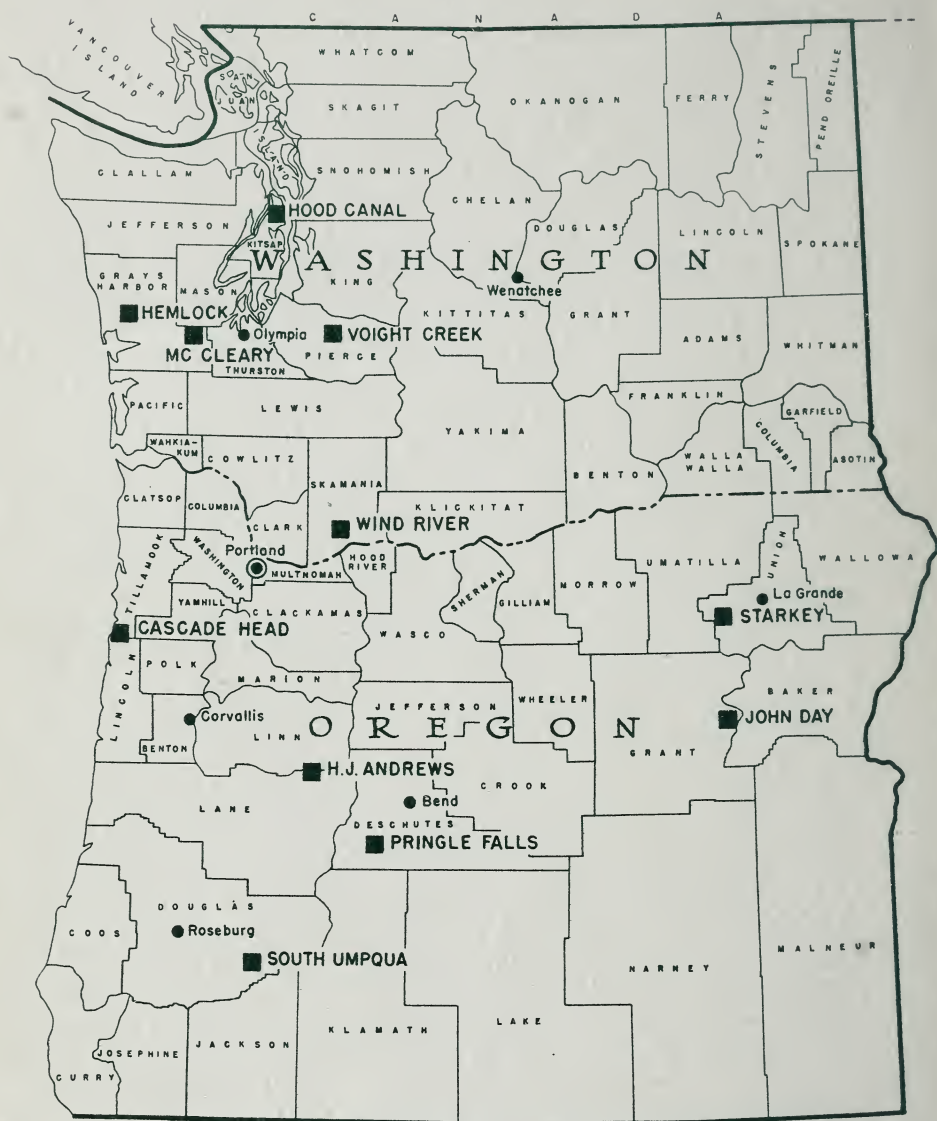 CANADA
VANCOUVER
ISLAND
WHATCOM
SAN
JUAN
SKAGIT
OKANOGAN
FERRY
STEVENS
PEND OREILLE
ISLAND
CLALLAM
SNOHOMISH
CHELAN
JEFFERSON
HOOD CANAL
DOUGLAS
LINCOLN
SPOKANE
KITSAP
WASHINGTON
GRAYS
HARBOR
MASON
KING
Wenatchee
HEMLOCK
KITTITAS
GRANT
Olympia
VOIGHT CREEK
ADAMS
WHITMAN
MC CLEARY
PIERCE
THURSTON
FRANKLIN
PACIFIC
LEWIS
GARFIELD
YAKIMA
COLUMBIA
WAHKIA-
KUM
COWLITZ
BENTON
WALLA
WALLA
ASOTIN
SKAMANIA
CLATSOP
COLUMBIA
KLICKITAT
CLARK
WIND RIVER
Portland
WASHINGTON
HOOD
RIVER
MULTNOMAH
TILLAMOOK
SHERMAN
UMATILLA
UNION
WALLOWA
MORROW
YAMHILL
GILLIAM
La Grande
CLACKAMAS
STARKEY
CASCADE HEAD
WASCO
POLK
MARION
LINCOLN
JEFFERSON
WHEELER
BAKER
Corvallis
JOHN DAY
OREGON
LINN
BENTON
GRANT
H.J. ANDREWS
CROOK
LANE
Bend
DESCHUTES
PRINGLE FALLS
DOUGLAS
COOS
Roseburg
MALHEUR
SOUTH UMPQUA
NARNEY
LAKE
KLAMATH
JACKSON
JOSEPHINE
CURRY